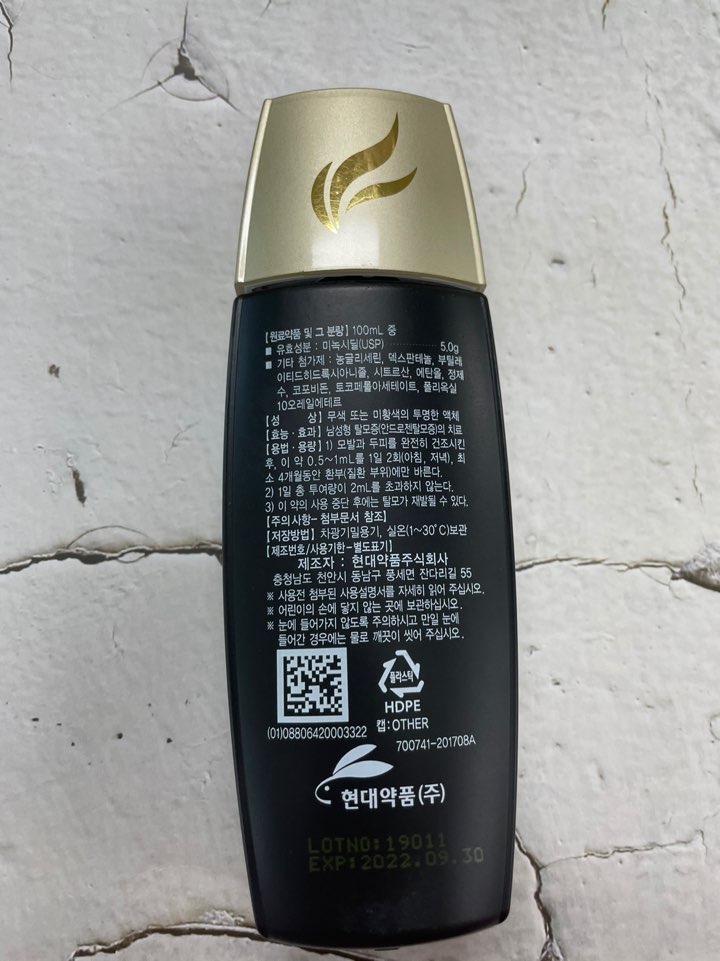 【원료약품 및 그 분량】 100mL 중
■ 유효성분 : 미녹시딜(USP) ············ 5.0g
■ 기타 첨가제 : 농글리세린, 덱스판테놀, 부틸레
이티드히드록시아니졸, 시트르산, 에탄올, 정제
수, 코포비돈, 토코페롤아세테이트, 폴리옥실
10오레일에테르
【성 상】 무색 또는 미황색의 투명한 액체
【효능·효과】 남성형 탈모증(안드로젠탈모증)의 치료
【용법·용량】 1) 모발과 두피를 완전히 건조시킨
후, 이 약 0.5~1mL를 1일 2회(아침, 저녁), 최
소 4개월동안 환부(질환 부위)에만 바른다.
2) 1일 총 투여량이 2mL를 초과하지 않는다.
3) 이 약의 사용 중단 후에는 탈모가 재발될 수 있다.
【주의사항-첨부문서 참조】
【저장방법】 차광기밀용기, 실온(1~30℃)보관
【제조번호/사용기한-별도표기】
제조자 : 현대약품주식회사
충청남도 천안시 동남구 풍세면 잔다리길 55
※ 사용전 첨부된 사용설명서를 자세히 읽어 주십시오.
※ 어린이의 손에 닿지 않는 곳에 보관하십시오.
※ 눈에 들어가지 않도록 주의하시고 만일 눈에
들어간 경우에는 물로 깨끗이 씻어 주십시오.
플라스틱
HDPE
캡:OTHER
(01)08806420003322
700741-201708A
현대약품(주)
LOTNO:19011
EXP:2022.09.30